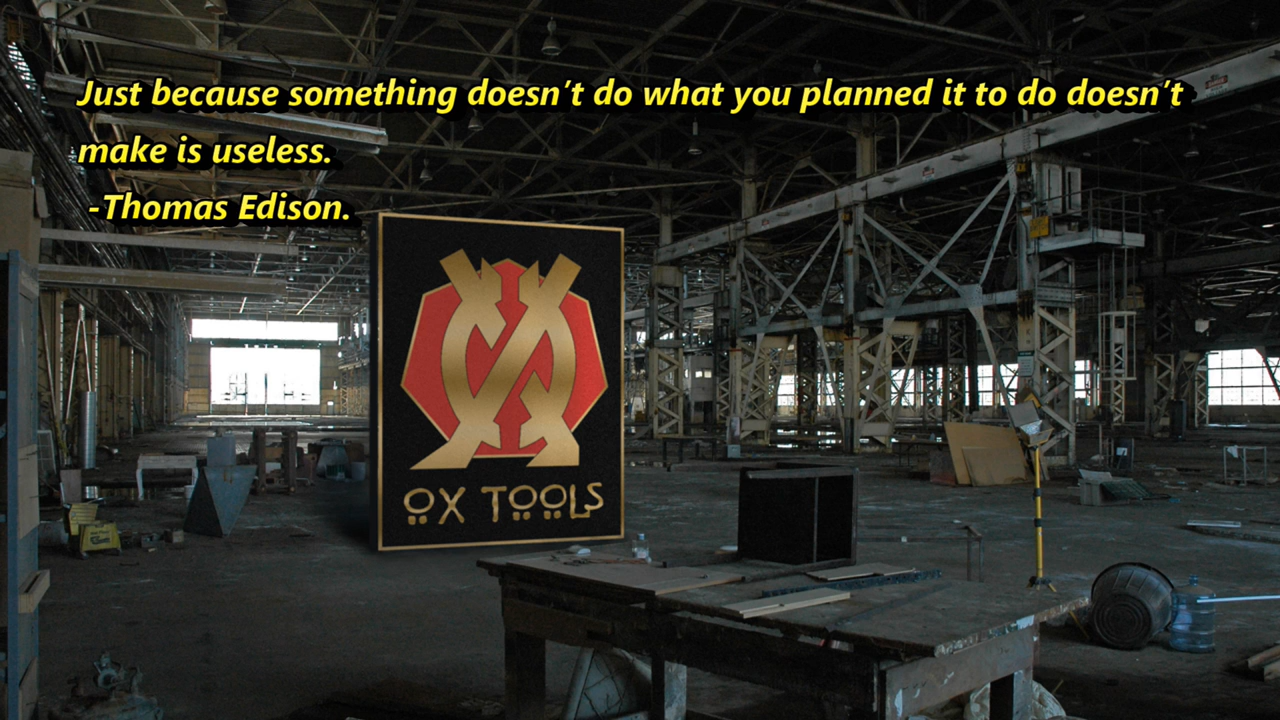 Just because something doesn't do what you planned it to do doesn't
make is useless.
-Thomas Edison.
OX TOOLS